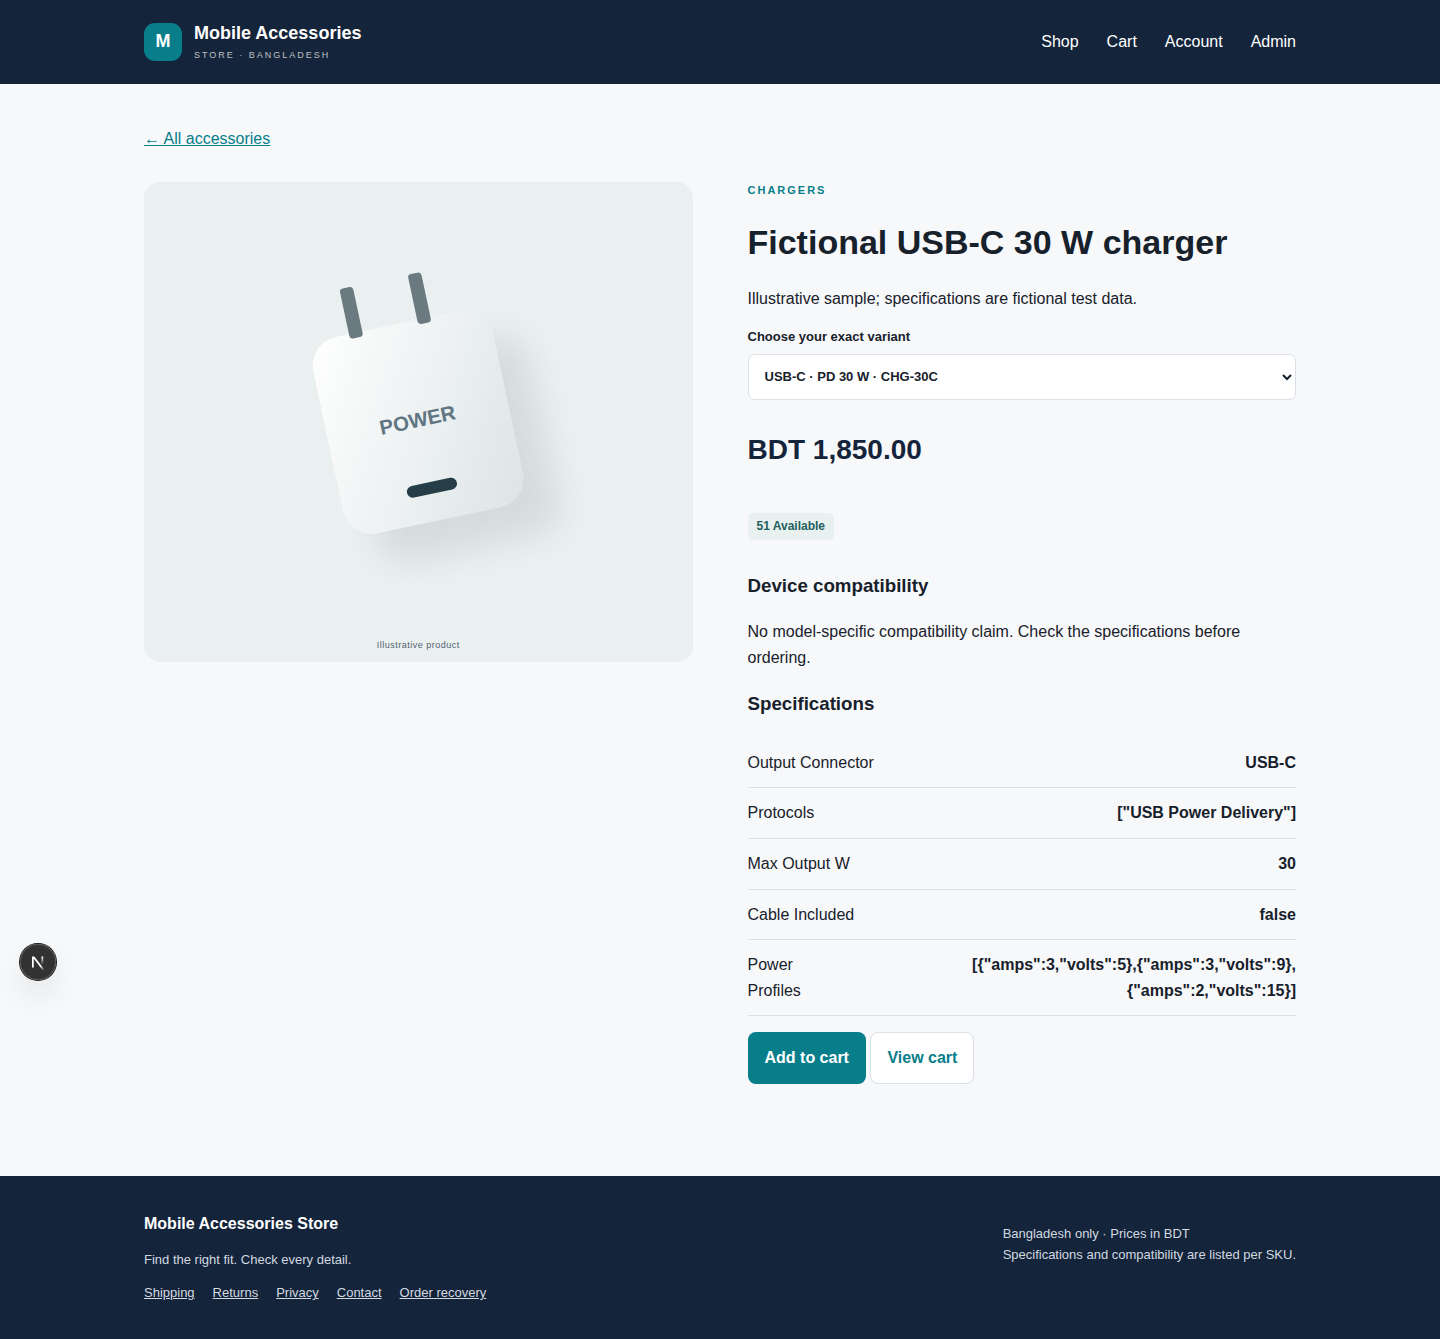 M
Mobile Accessories
STORE · BANGLADESH
Shop Cart Account Admin
← All accessories
POWER
Illustrative product
CHARGERS
Fictional USB-C 30 W charger
Illustrative sample; specifications are fictional test data.
Choose your exact variant
USB-C · PD 30 W · CHG-30C
BDT 1,850.00
51 Available
Device compatibility
No model-specific compatibility claim. Check the specifications before
ordering.
Specifications
Output Connector USB-C
Protocols ["USB Power Delivery"]
Max Output W 30
Cable Included false
Power [{"amps":3,"volts":5},{"amps":3,"volts":9},
Profiles {"amps":2,"volts":15}]
Add to cart View cart
N
Mobile Accessories Store
Find the right fit. Check every detail.
Shipping Returns Privacy Contact Order recovery
Bangladesh only · Prices in BDT
Specifications and compatibility are listed per SKU.